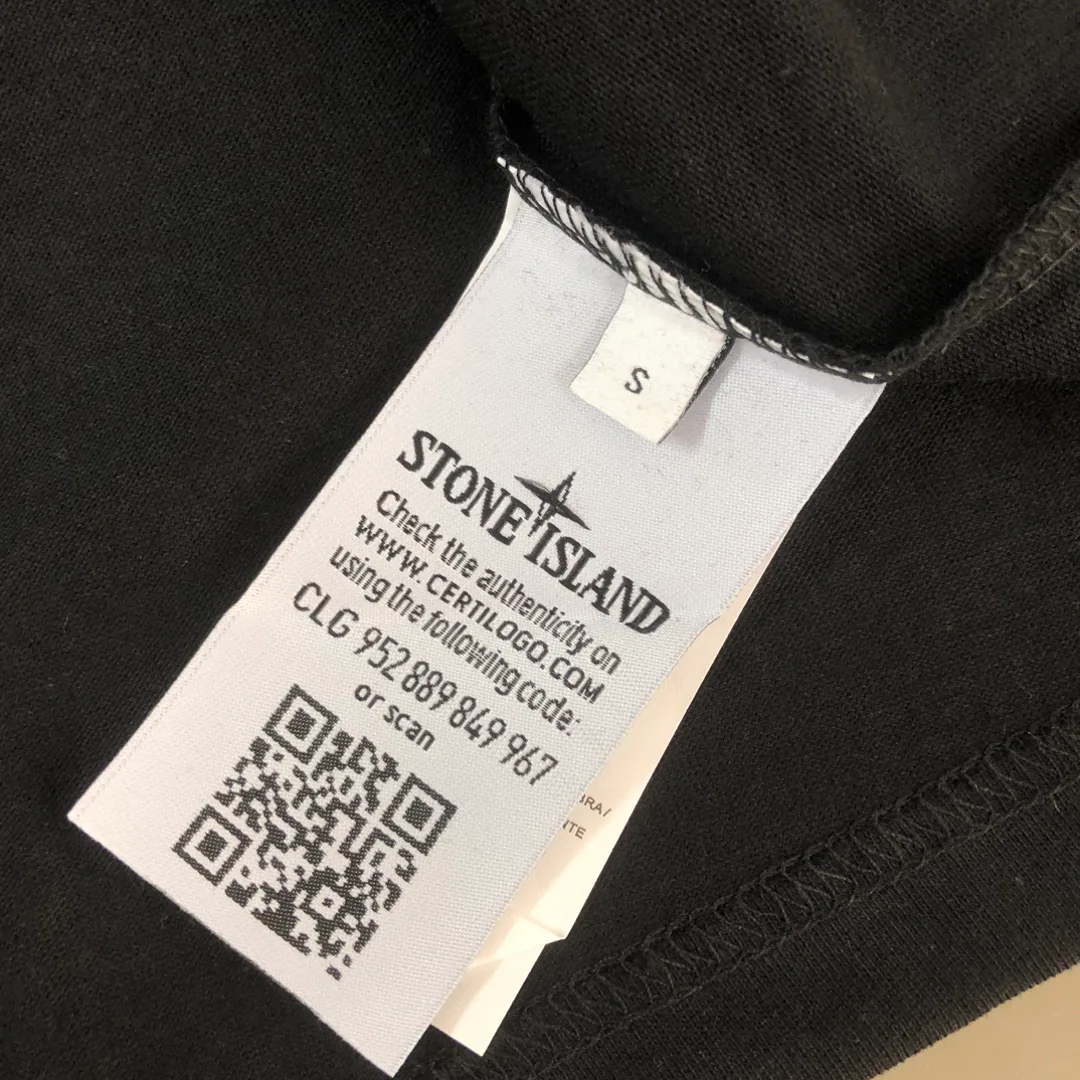 S
STONE ISLAND
Check the authenticity on
WWW.CERTILOGO.COM
using the following code:
CLG 952 889 849 967
or scan